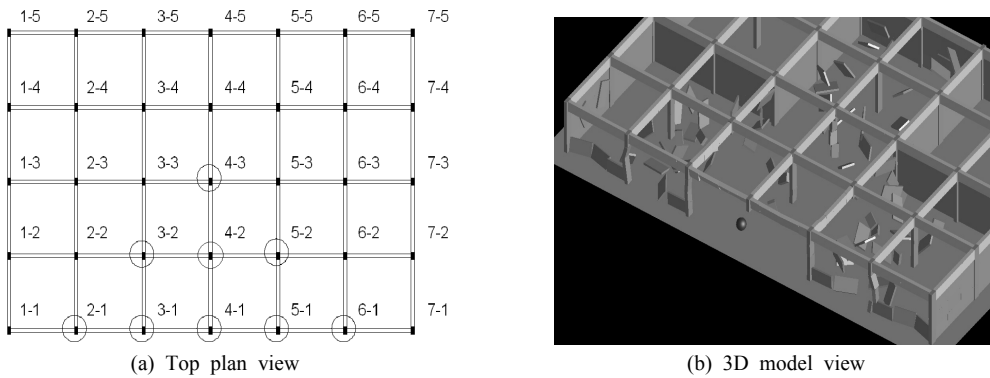 1-5 2-5 3-5 4-5 5-5 6-5 7-5
1-4 2-4 3-4 4-4 5-4 6-4 7-4
1-3 2-3 3-3 4-3 5-3 6-3 7-3
1-2 2-2 3-2 4-2 5-2 6-2 7-2
1-1 2-1 3-1 4-1 5-1 6-1 7-1
(a) Top plan view
(b) 3D model view